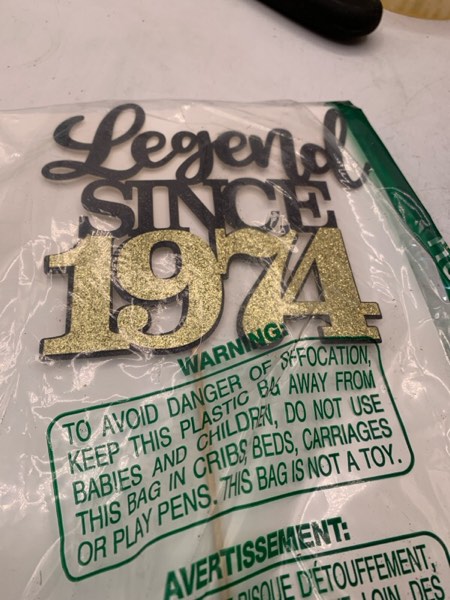 Legend
SINCE
1974
WARNING:
TO AVOID DANGER OF SUFFOCATION,
KEEP THIS PLASTIC BAG AWAY FROM
BABIES AND CHILDREN, DO NOT USE
THIS BAG IN CRIBS, BEDS, CARRIAGES
OR PLAY PENS. THIS BAG IS NOT A TOY.
AVERTISSEMENT:
RISQUE D'ÉTOUFFEMENT,
LOIN DES